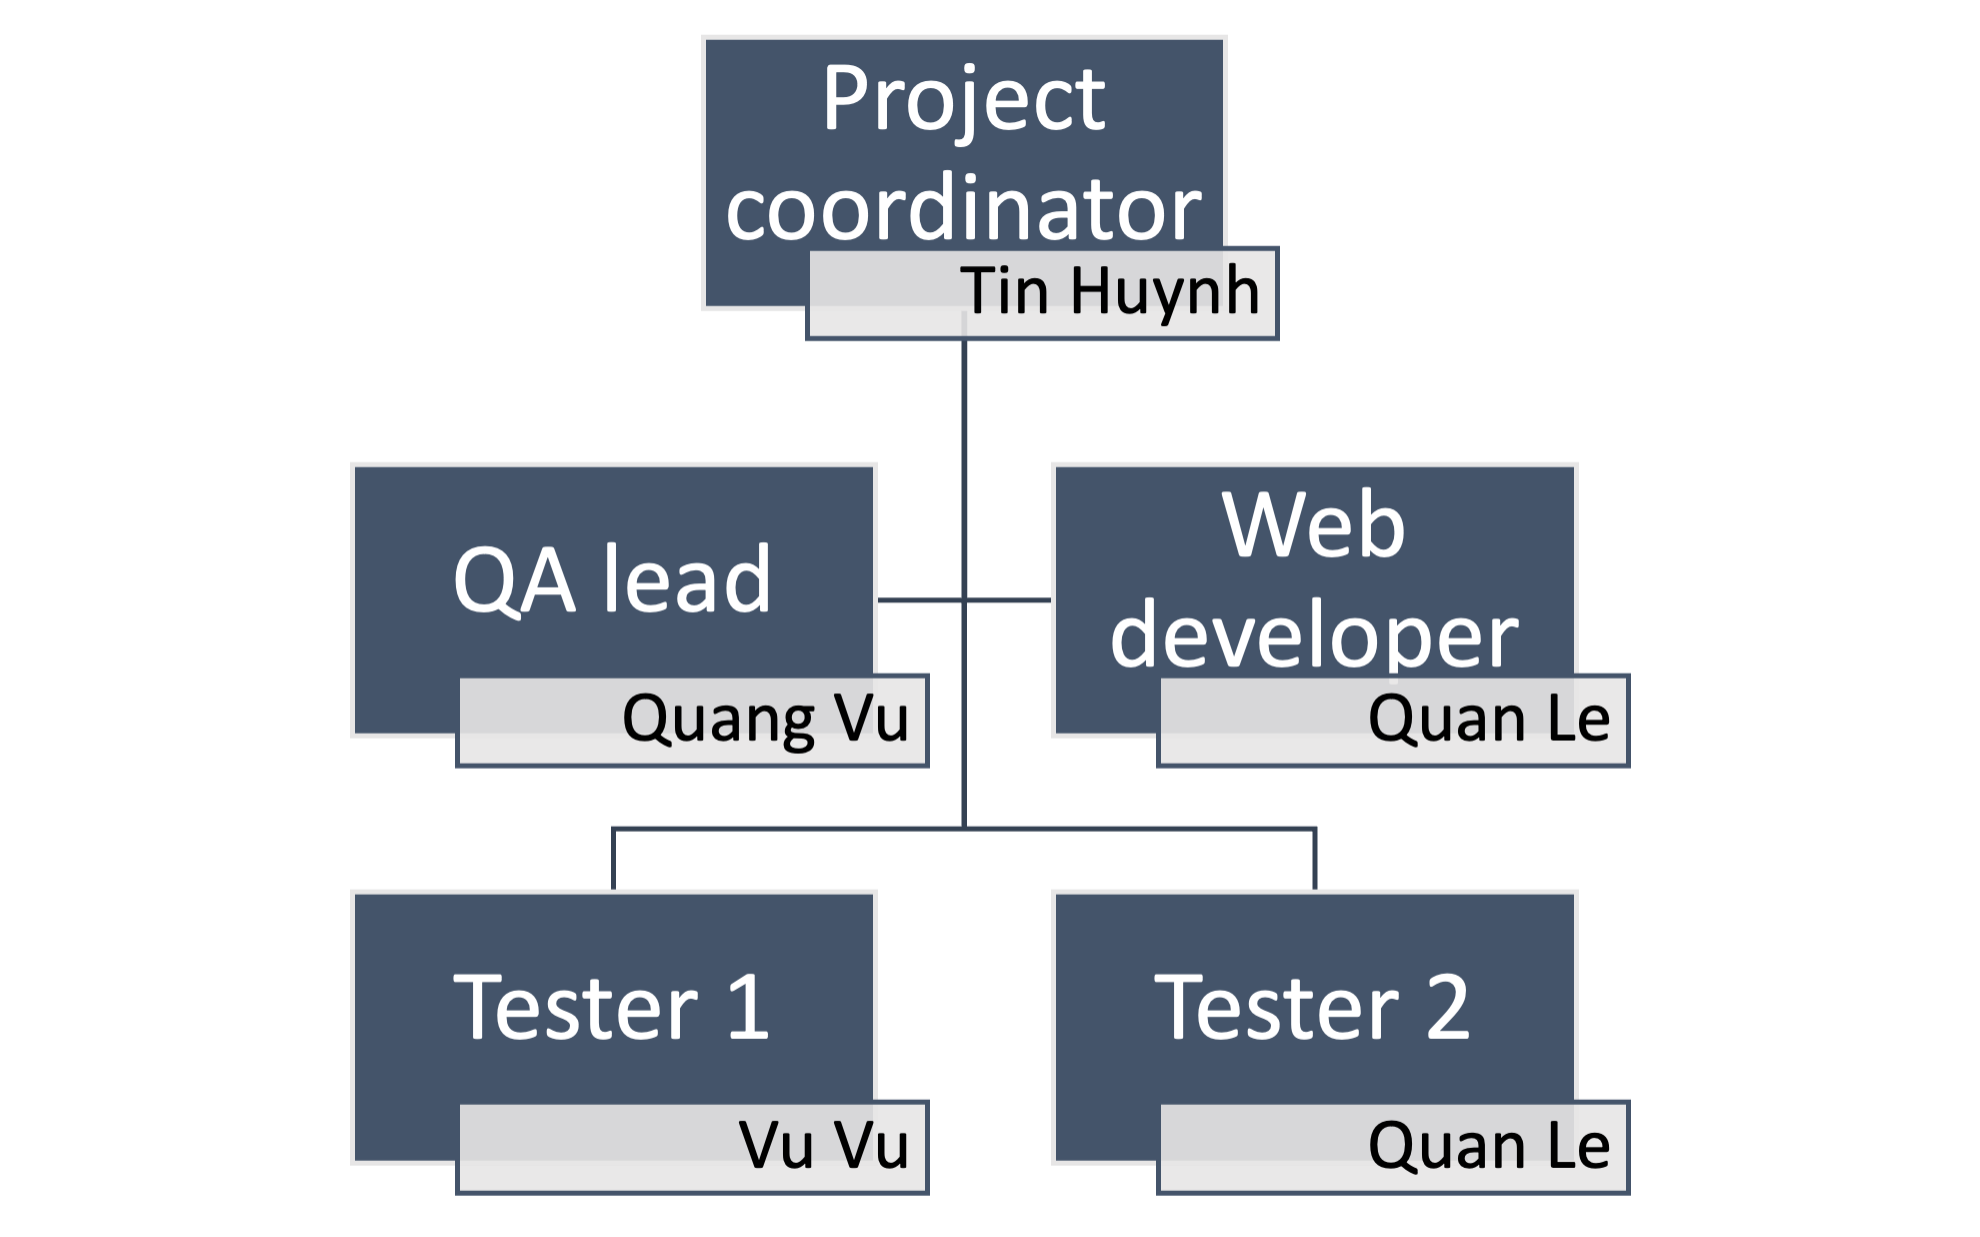 Project
coordinator
Tin Huynh
QA lead
Quang Vu
Web
developer
Quan Le
Tester 1
Vu Vu
Tester 2
Quan Le